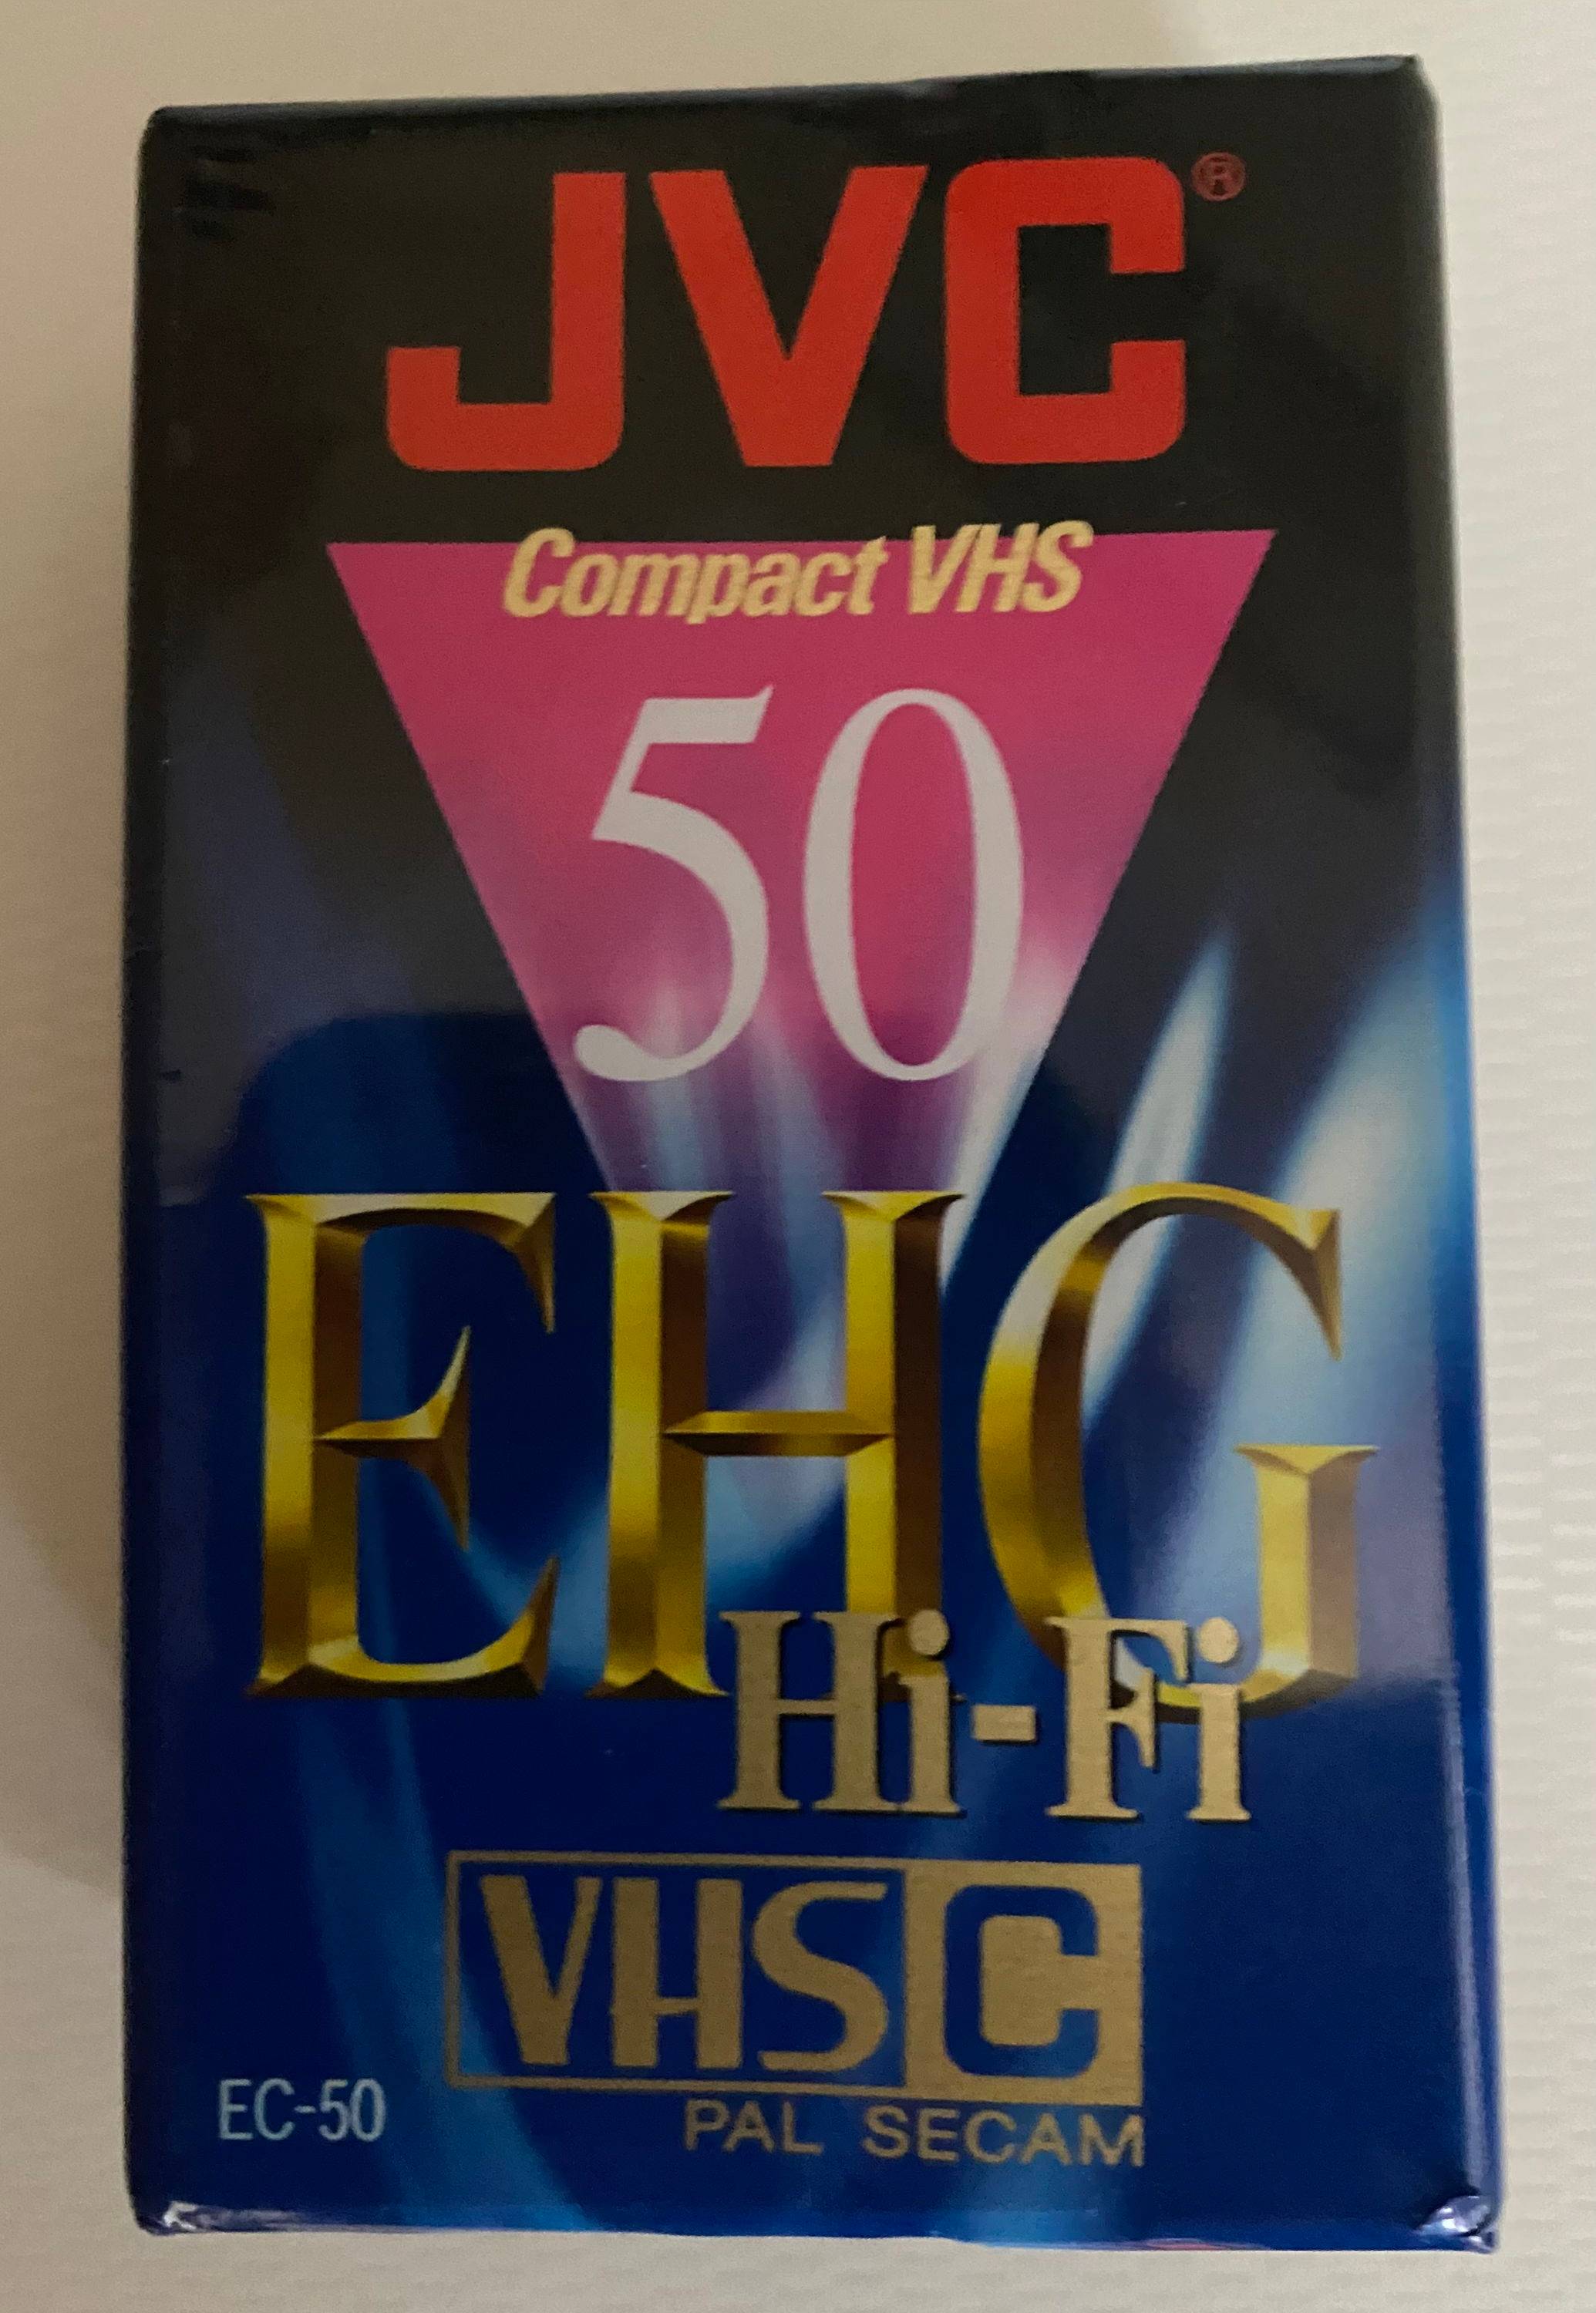 JVC®
Compact VHS
50
EHG
Hi-Fi
VHS C
EC-50
PAL SECAM